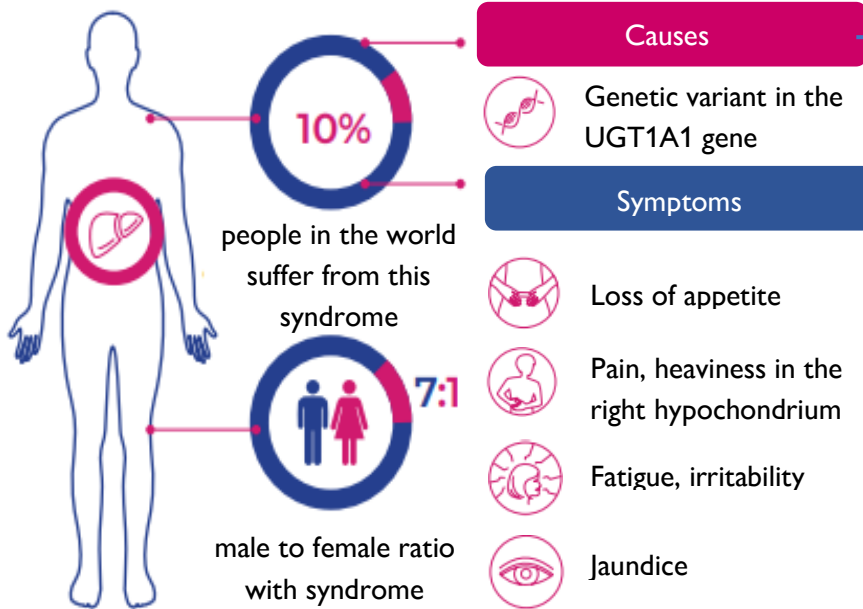 10%
people in the world
suffer from this
syndrome
7:1
male to female ratio
with syndrome
Causes
Genetic variant in the
UGT1A1 gene
Symptoms
Loss of appetite
Pain, heaviness in the
right hypochondrium
Fatigue, irritability
Jaundice